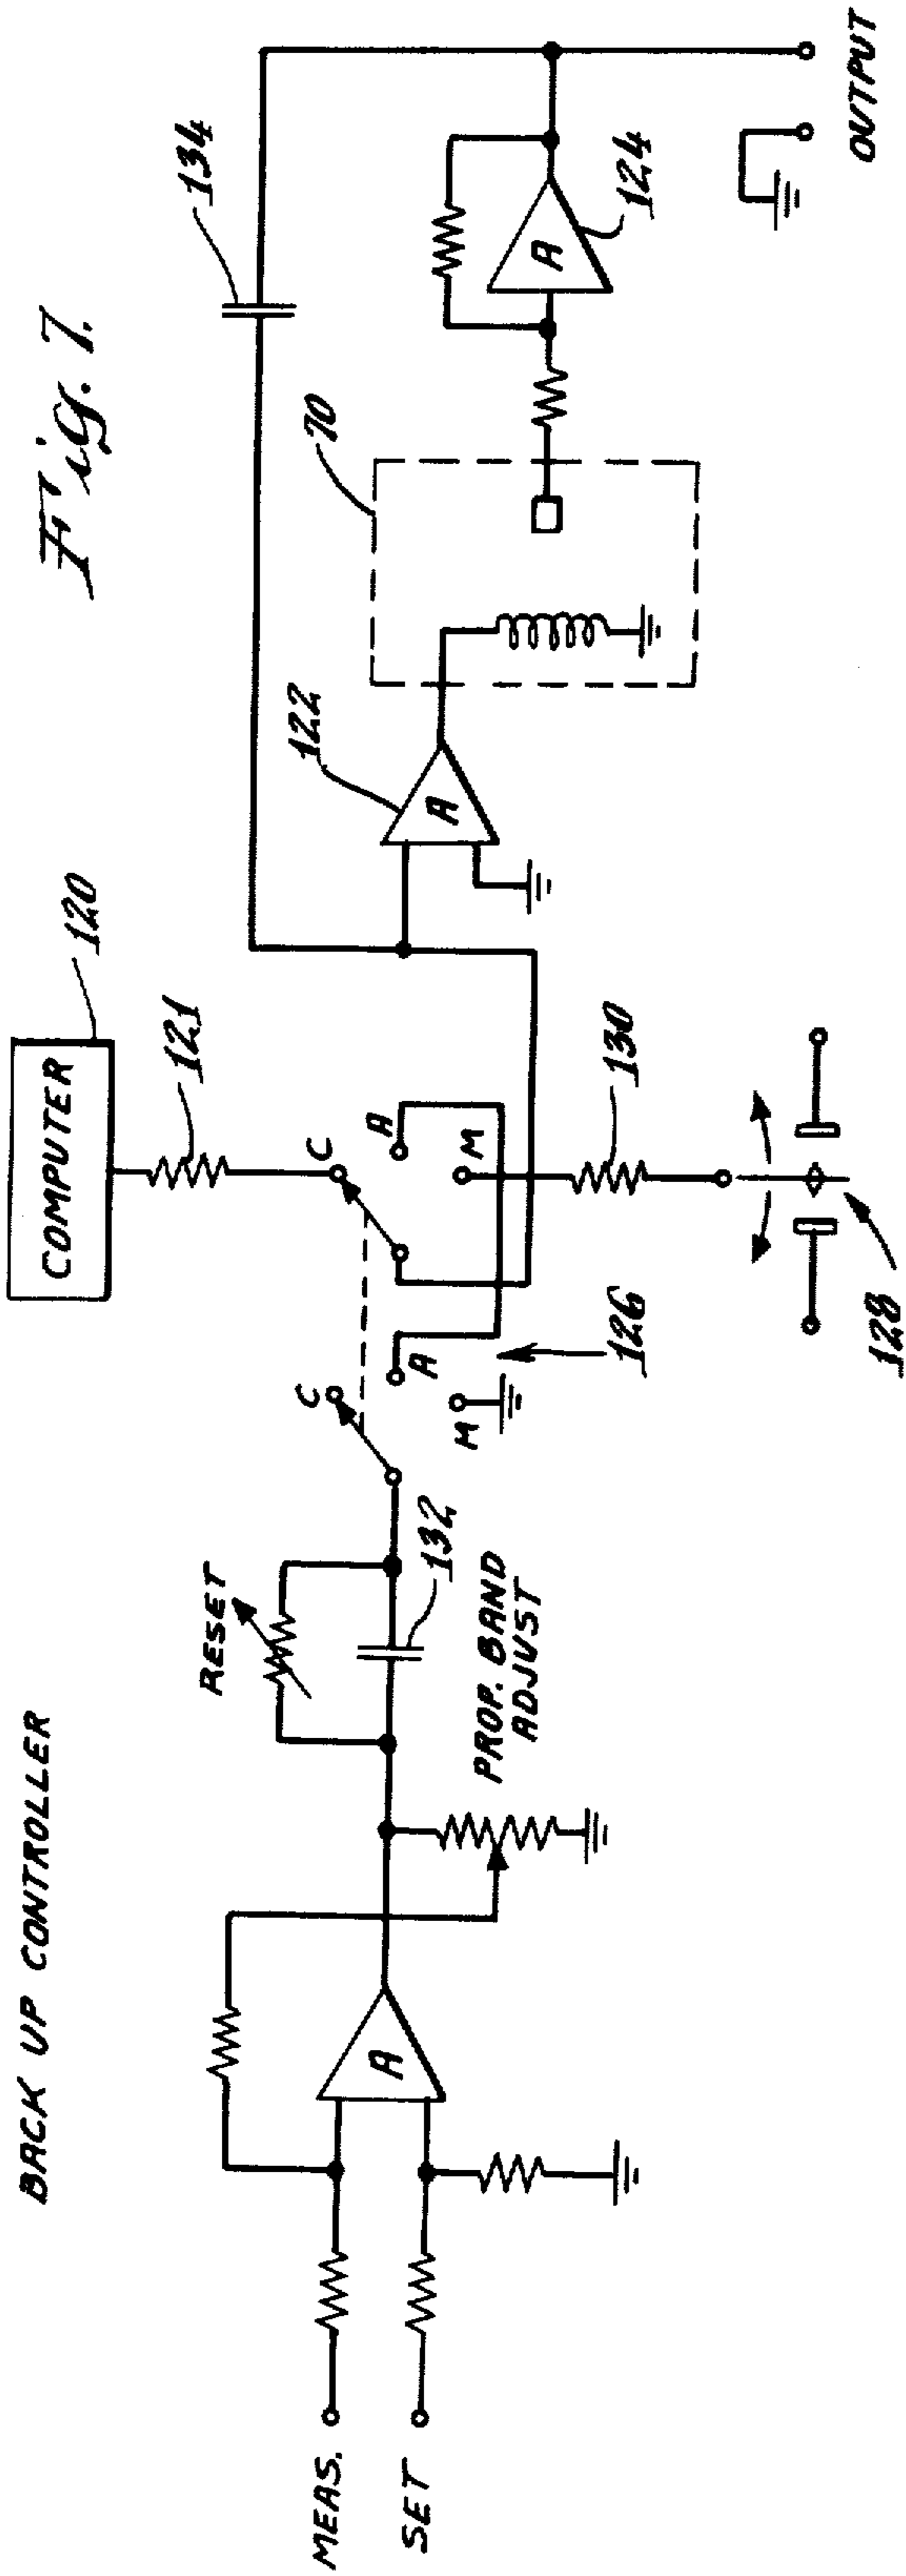 BACK UP CONTROLLER
Fig. 7.
COMPUTER
120
121
134
MEAS.
SET
A
RESET
132
PROP. BAND
ADJUST
C
A
M
126
C
A
M
130
128
122
A
70
A
124
OUTPUT